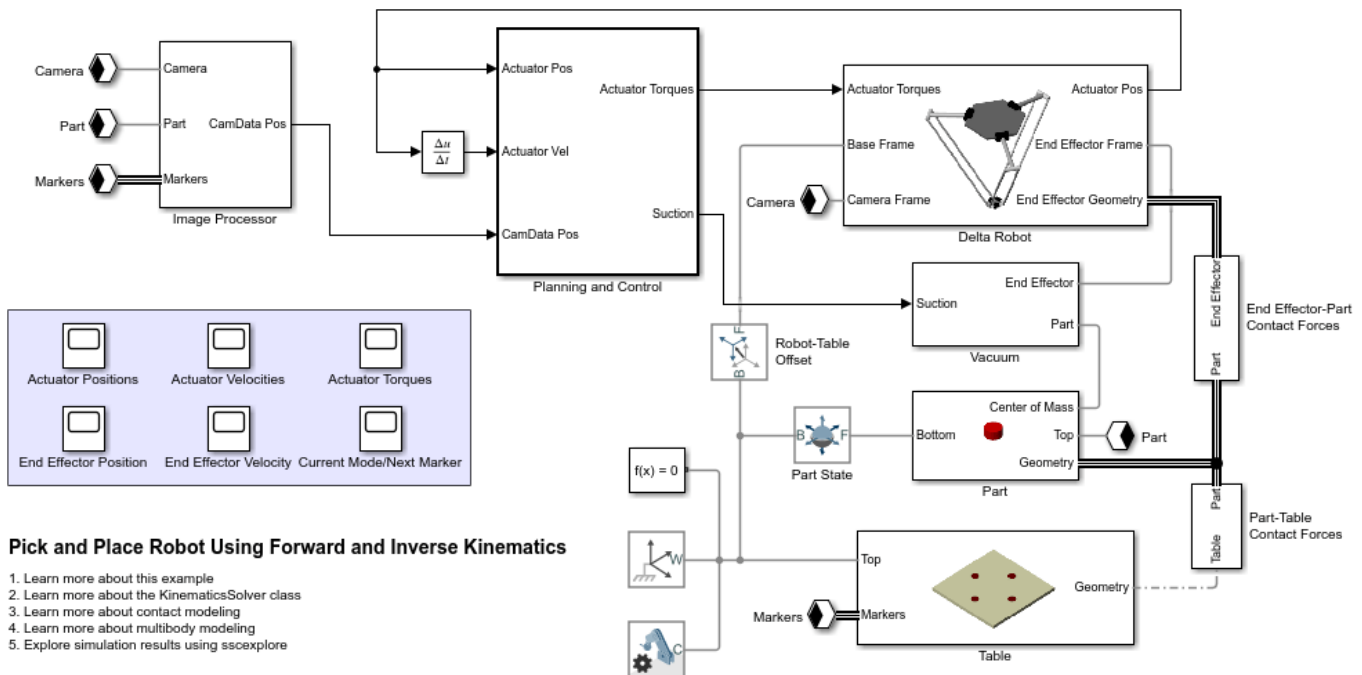 Camera
Part
Markers
Camera
Part
Markers
CamData Pos
Image Processor
Δu
Δt
Actuator Pos
Actuator Vel
CamData Pos
Actuator Torques
Suction
Planning and Control
Actuator Torques
Base Frame
Camera Frame
Actuator Pos
End Effector Frame
End Effector Geometry
Delta Robot
Camera
Suction
End Effector
Part
Vacuum
End Effector
Part
End Effector-Part
Contact Forces
F
B
Robot-Table
Offset
Actuator Positions
Actuator Velocities
Actuator Torques
End Effector Position
End Effector Velocity
Current Mode/Next Marker
B
F
Part State
Bottom
Center of Mass
Top
Geometry
Part
Part
Part
Table
Part-Table
Contact Forces
f(x) = 0
W
C
Top
Markers
Geometry
Table
Markers
Pick and Place Robot Using Forward and Inverse Kinematics
1. Learn more about this example
2. Learn more about the KinematicsSolver class
3. Learn more about contact modeling
4. Learn more about multibody modeling
5. Explore simulation results using sscexplore